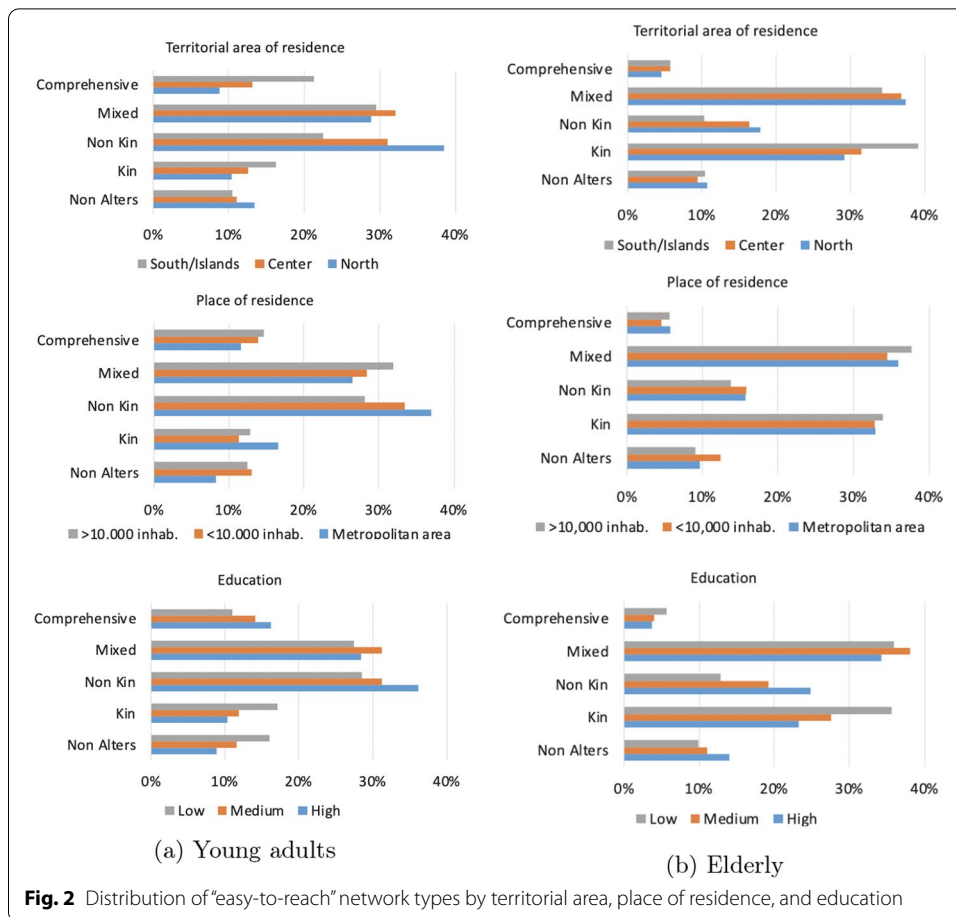 Territorial area of residence
Comprehensive
Mixed
Non Kin
Kin
Non Alters
0% 10% 20% 30% 40%
South/Islands Center North
Place of residence
Comprehensive
Mixed
Non Kin
Kin
Non Alters
0% 10% 20% 30% 40%
>10.000 inhab. <10.000 inhab. Metropolitan area
Education
Comprehensive
Mixed
Non Kin
Kin
Non Alters
0% 10% 20% 30% 40%
Low Medium High
(a) Young adults
Territorial area of residence
Comprehensive
Mixed
Non Kin
Kin
Non Alters
0% 10% 20% 30% 40%
South/Islands Center North
Place of residence
Comprehensive
Mixed
Non Kin
Kin
Non Alters
0% 10% 20% 30% 40%
>10,000 inhab. <10,000 inhab. Metropolitan area
Education
Comprehensive
Mixed
Non Kin
Kin
Non Alters
0% 10% 20% 30% 40%
Low Medium High
(b) Elderly
Fig. 2 Distribution of “easy-to-reach” network types by territorial area, place of residence, and education